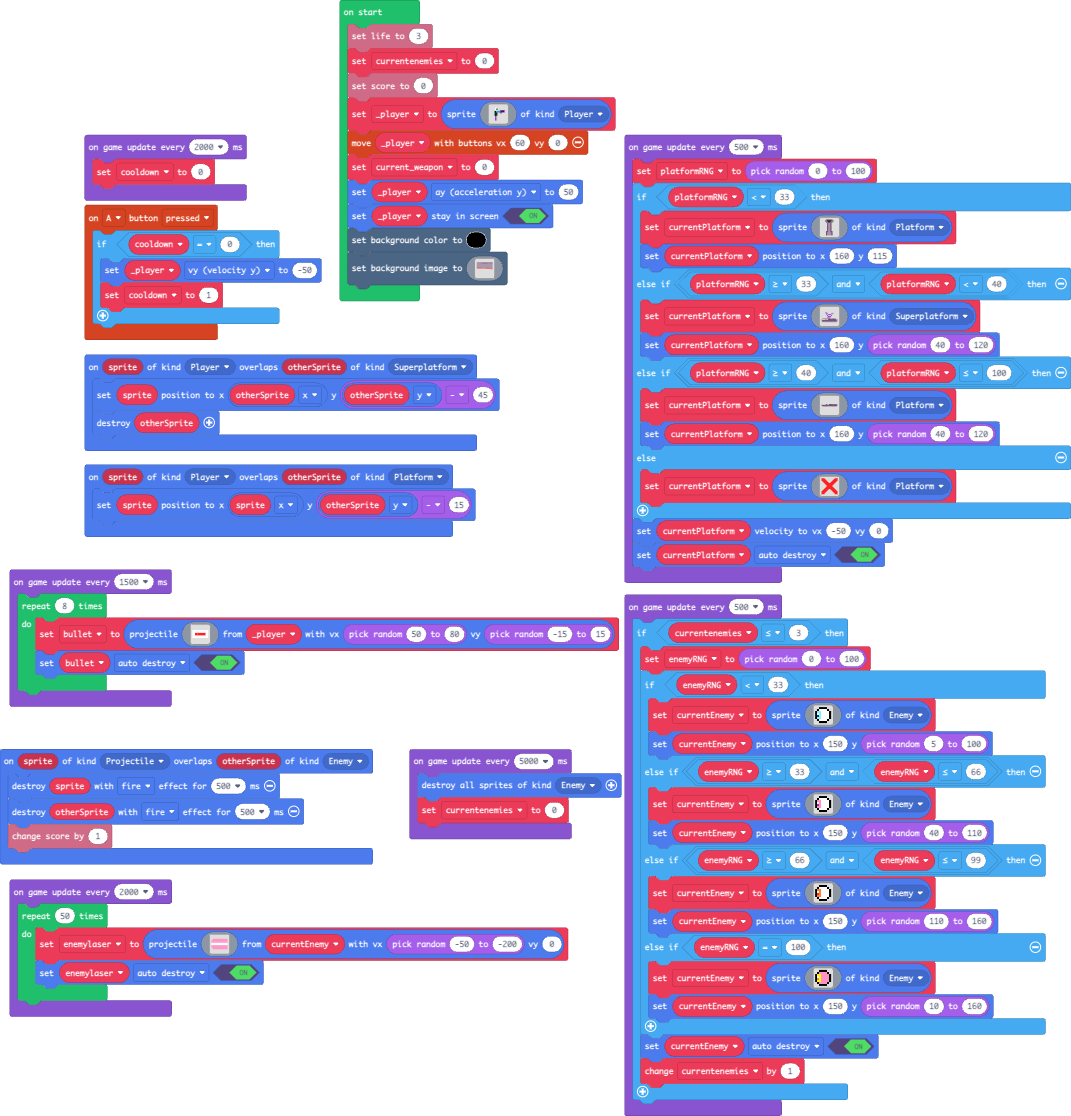 on start
set life to 3
set currentenemies to 0
set score to 0
set _player to sprite of kind Player
move _player with buttons vx 60 vy 0
set current_weapon to 0
set _player ay (acceleration y) to 50
set _player stay in screen ON
set background color to
set background image to
on game update every 2000 ms
set cooldown to 0
on A button pressed
if cooldown = 0 then
set _player vy (velocity y) to -50
set cooldown to 1
on sprite of kind Player overlaps otherSprite of kind Superplatform
set sprite position to x otherSprite x y otherSprite y - 45
destroy otherSprite
on sprite of kind Player overlaps otherSprite of kind Platform
set sprite position to x sprite x y otherSprite y - 15
on game update every 1500 ms
repeat 8 times
do
set bullet to projectile from _player with vx pick random 50 to 80 vy pick random -15 to 15
set bullet auto destroy ON
on sprite of kind Projectile overlaps otherSprite of kind Enemy
destroy sprite with fire effect for 500 ms
destroy otherSprite with fire effect for 500 ms
change score by 1
on game update every 5000 ms
destroy all sprites of kind Enemy
set currentenemies to 0
on game update every 2000 ms
repeat 50 times
do
set enemylaser to projectile from currentEnemy with vx pick random -50 to -200 vy 0
set enemylaser auto destroy ON
on game update every 500 ms
set platformRNG to pick random 0 to 100
if platformRNG < 33 then
set currentPlatform to sprite of kind Platform
set currentPlatform position to x 160 y 115
else if platformRNG ≥ 33 and platformRNG < 40 then
set currentPlatform to sprite of kind Superplatform
set currentPlatform position to x 160 y pick random 40 to 120
else if platformRNG ≥ 40 and platformRNG ≤ 100 then
set currentPlatform to sprite of kind Platform
set currentPlatform position to x 160 y pick random 40 to 120
else
set currentPlatform to sprite of kind Platform
set currentPlatform velocity to vx -50 vy 0
set currentPlatform auto destroy ON
on game update every 500 ms
if currentenemies ≤ 3 then
set enemyRNG to pick random 0 to 100
if enemyRNG < 33 then
set currentEnemy to sprite of kind Enemy
set currentEnemy position to x 150 y pick random 5 to 100
else if enemyRNG ≥ 33 and enemyRNG ≤ 66 then
set currentEnemy to sprite of kind Enemy
set currentEnemy position to x 150 y pick random 40 to 110
else if enemyRNG ≥ 66 and enemyRNG ≤ 99 then
set currentEnemy to sprite of kind Enemy
set currentEnemy position to x 150 y pick random 110 to 160
else if enemyRNG = 100 then
set currentEnemy to sprite of kind Enemy
set currentEnemy position to x 150 y pick random 10 to 160
set currentEnemy auto destroy ON
change currentenemies by 1